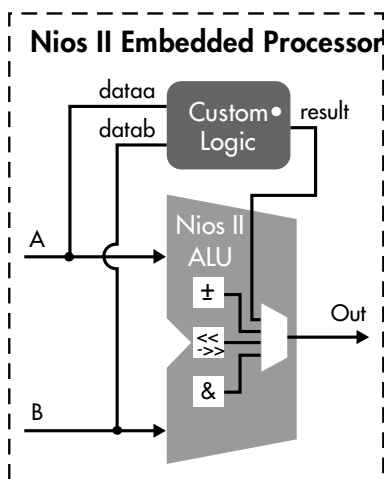 Nios II Embedded Processor
dataa
datab
Custom
Logic
result
A
Nios II
ALU
±
<<
->>
&
Out
B